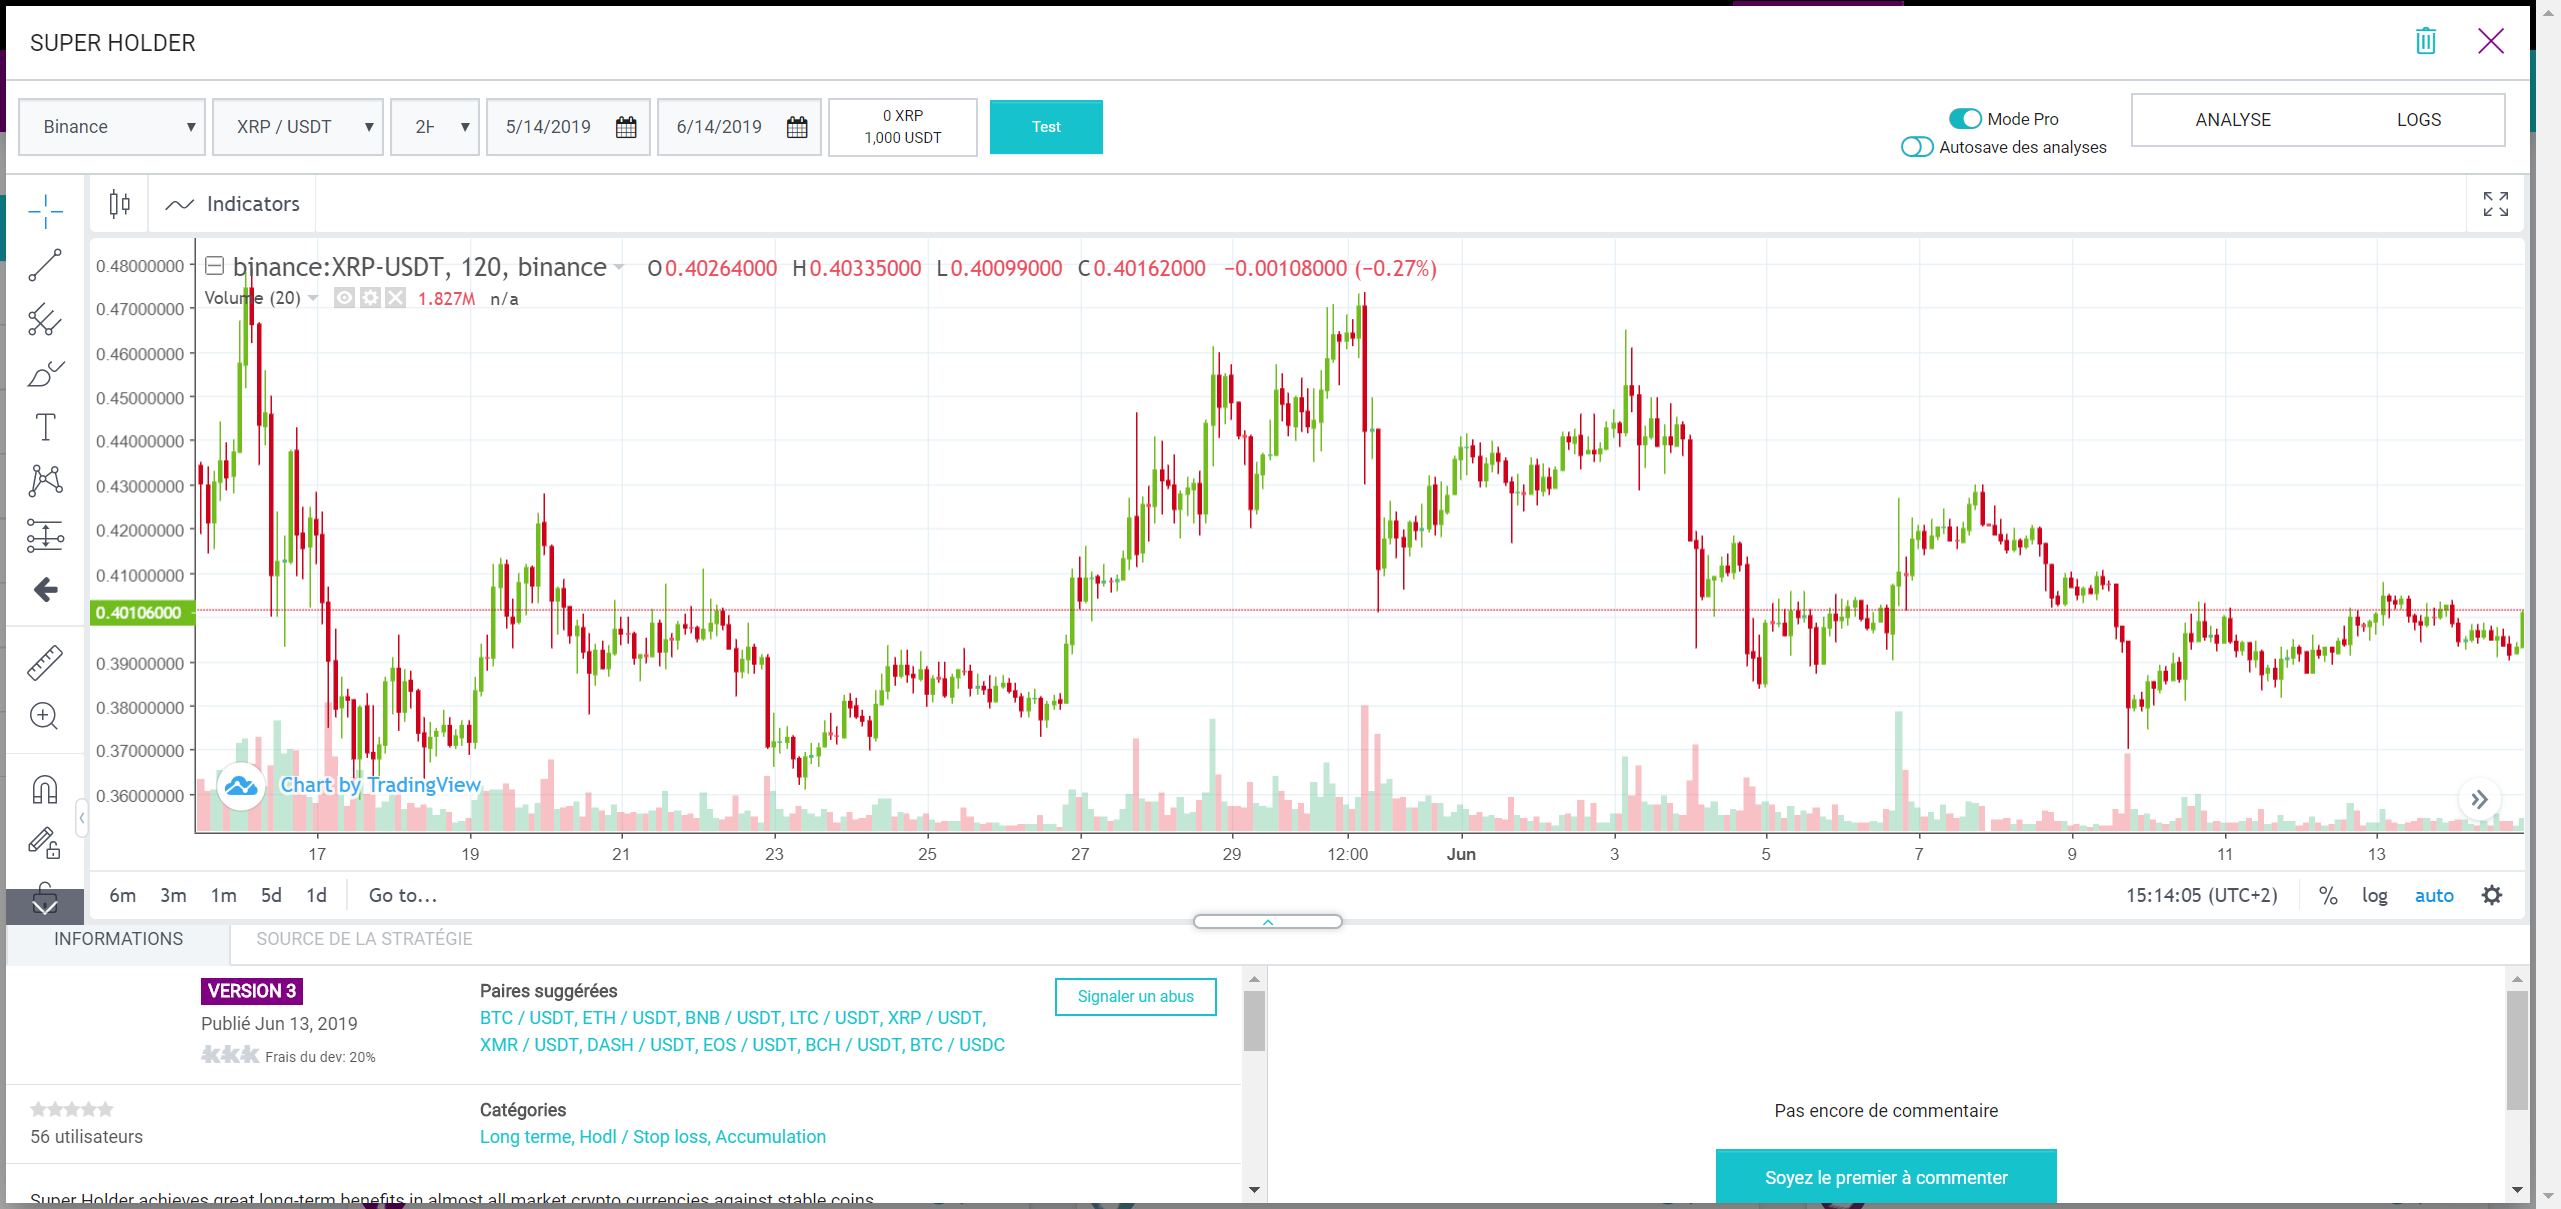 SUPER HOLDER
Binance
XRP / USDT
2H
5/14/2019
6/14/2019
0 XRP
1,000 USDT
Test
Mode Pro
Autosave des analyses
ANALYSE
LOGS
Indicators
binance:XRP-USDT, 120, binance O0.40264000 H0.40335000 L0.40099000 C0.40162000 −0.00108000 (−0.27%)
Volume (20) 1.827M n/a
0.48000000
0.47000000
0.46000000
0.45000000
0.44000000
0.43000000
0.42000000
0.41000000
0.40106000
0.39000000
0.38000000
0.37000000
0.36000000
Chart by TradingView
17 19 21 23 25 27 29 12:00 Jun 3 5 7 9 11 13
6m 3m 1m 5d 1d Go to... 15:14:05 (UTC+2) % log auto
INFORMATIONS
SOURCE DE LA STRATÉGIE
VERSION 3
Publié Jun 13, 2019
Frais du dev: 20%
Paires suggérées
BTC / USDT, ETH / USDT, BNB / USDT, LTC / USDT, XRP / USDT,
XMR / USDT, DASH / USDT, EOS / USDT, BCH / USDT, BTC / USDC
Signaler un abus
56 utilisateurs
Catégories
Long terme, Hodl / Stop loss, Accumulation
Super Holder achieves great long-term benefits in almost all market crypto currencies against stable coins
Pas encore de commentaire
Soyez le premier à commenter